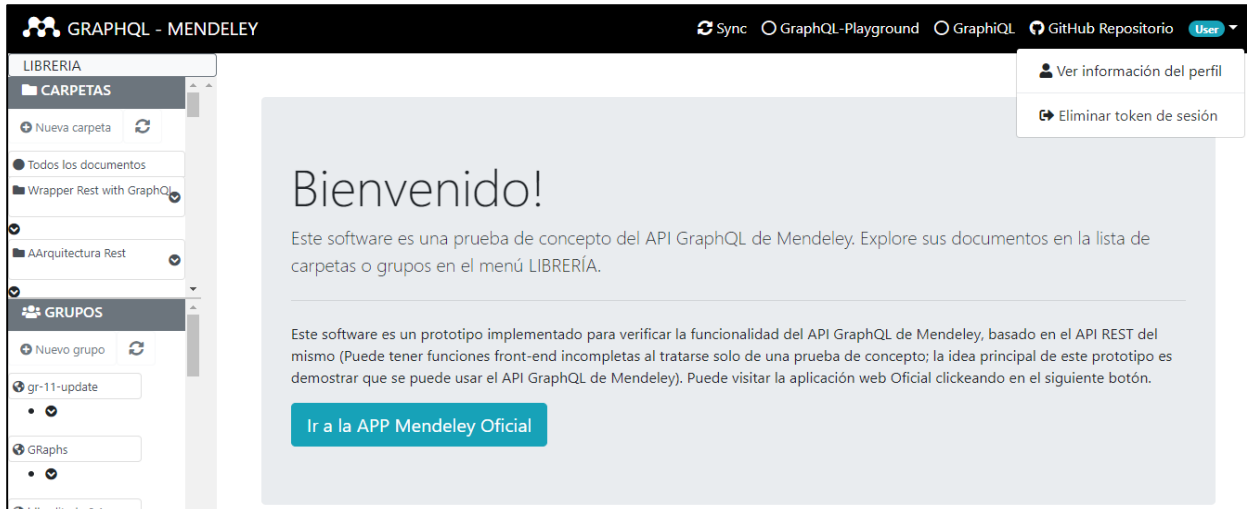 GRAPHQL - MENDELEY
Sync GraphQL-Playground GraphiQL GitHub Repositorio User
Ver información del perfil
Eliminar token de sesión
LIBRERIA
CARPETAS
Nueva carpeta
Todos los documentos
Wrapper Rest with GraphQL
AArquitectura Rest
GRUPOS
Nuevo grupo
gr-11-update
GRaphs
Bienvenido!
Este software es una prueba de concepto del API GraphQL de Mendeley. Explore sus documentos en la lista de
carpetas o grupos en el menú LIBRERÍA.
Este software es un prototipo implementado para verificar la funcionalidad del API GraphQL de Mendeley, basado en el API REST del
mismo (Puede tener funciones front-end incompletas al tratarse solo de una prueba de concepto; la idea principal de este prototipo es
demostrar que se puede usar el API GraphQL de Mendeley). Puede visitar la aplicación web Oficial clickeando en el siguiente botón.
Ir a la APP Mendeley Oficial